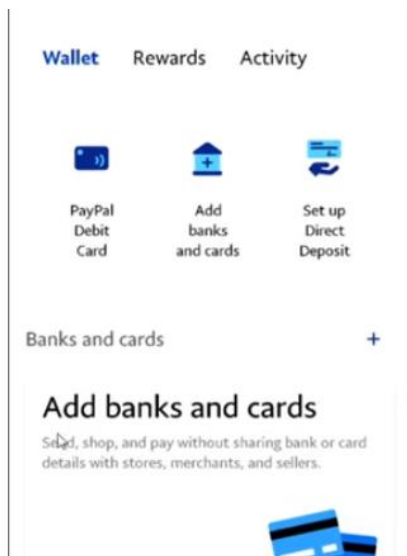 Wallet Rewards Activity
PayPal
Debit
Card
Add
banks
and cards
Set up
Direct
Deposit
Banks and cards +
Add banks and cards
Send, shop, and pay without sharing bank or card
details with stores, merchants, and sellers.